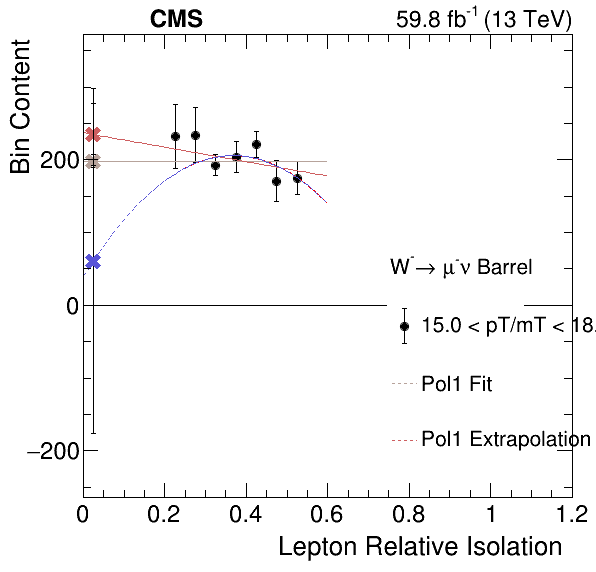 CMS
59.8 fb-1 (13 TeV)
Bin Content
200
0
−200
W-→ μ-ν Barrel
15.0 < pT/mT < 18.
Pol1 Fit
Pol1 Extrapolation
0 0.2 0.4 0.6 0.8 1 1.2
Lepton Relative Isolation